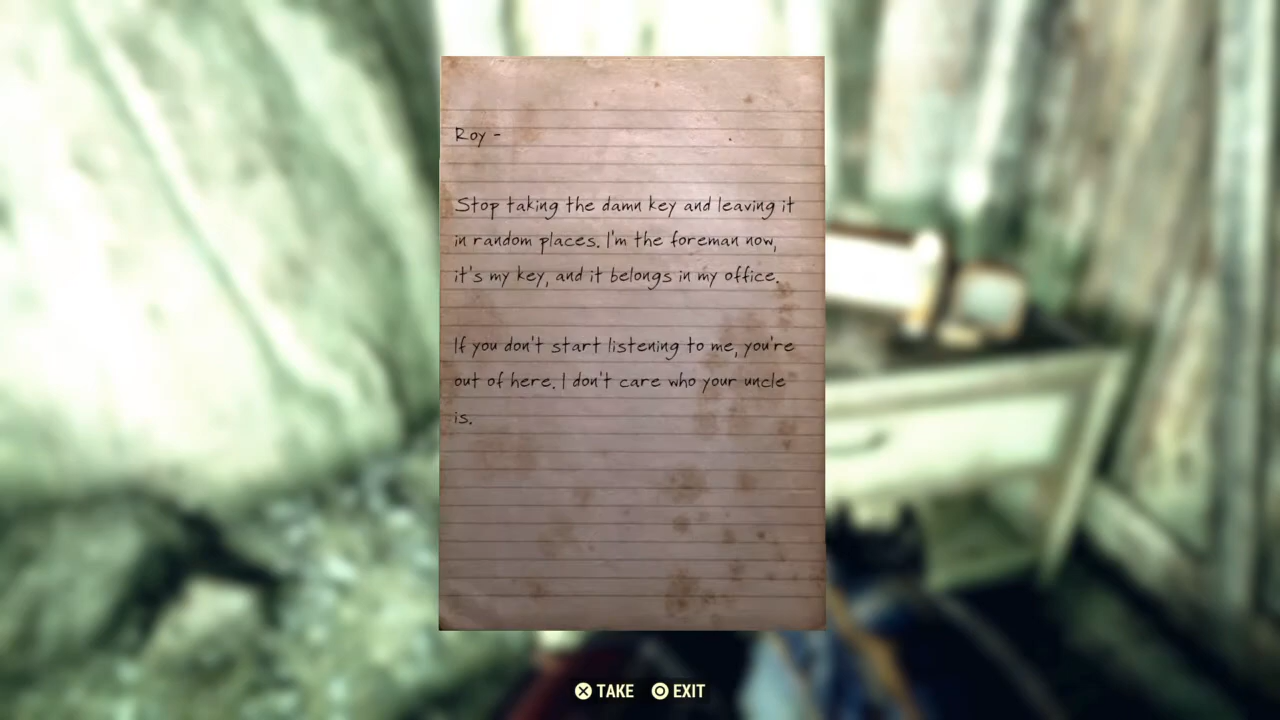 Roy -
Stop taking the damn key and leaving it
in random places. I'm the foreman now,
it's my key, and it belongs in my office.
If you don't start listening to me, you're
out of here. I don't care who your uncle
is.
TAKE EXIT